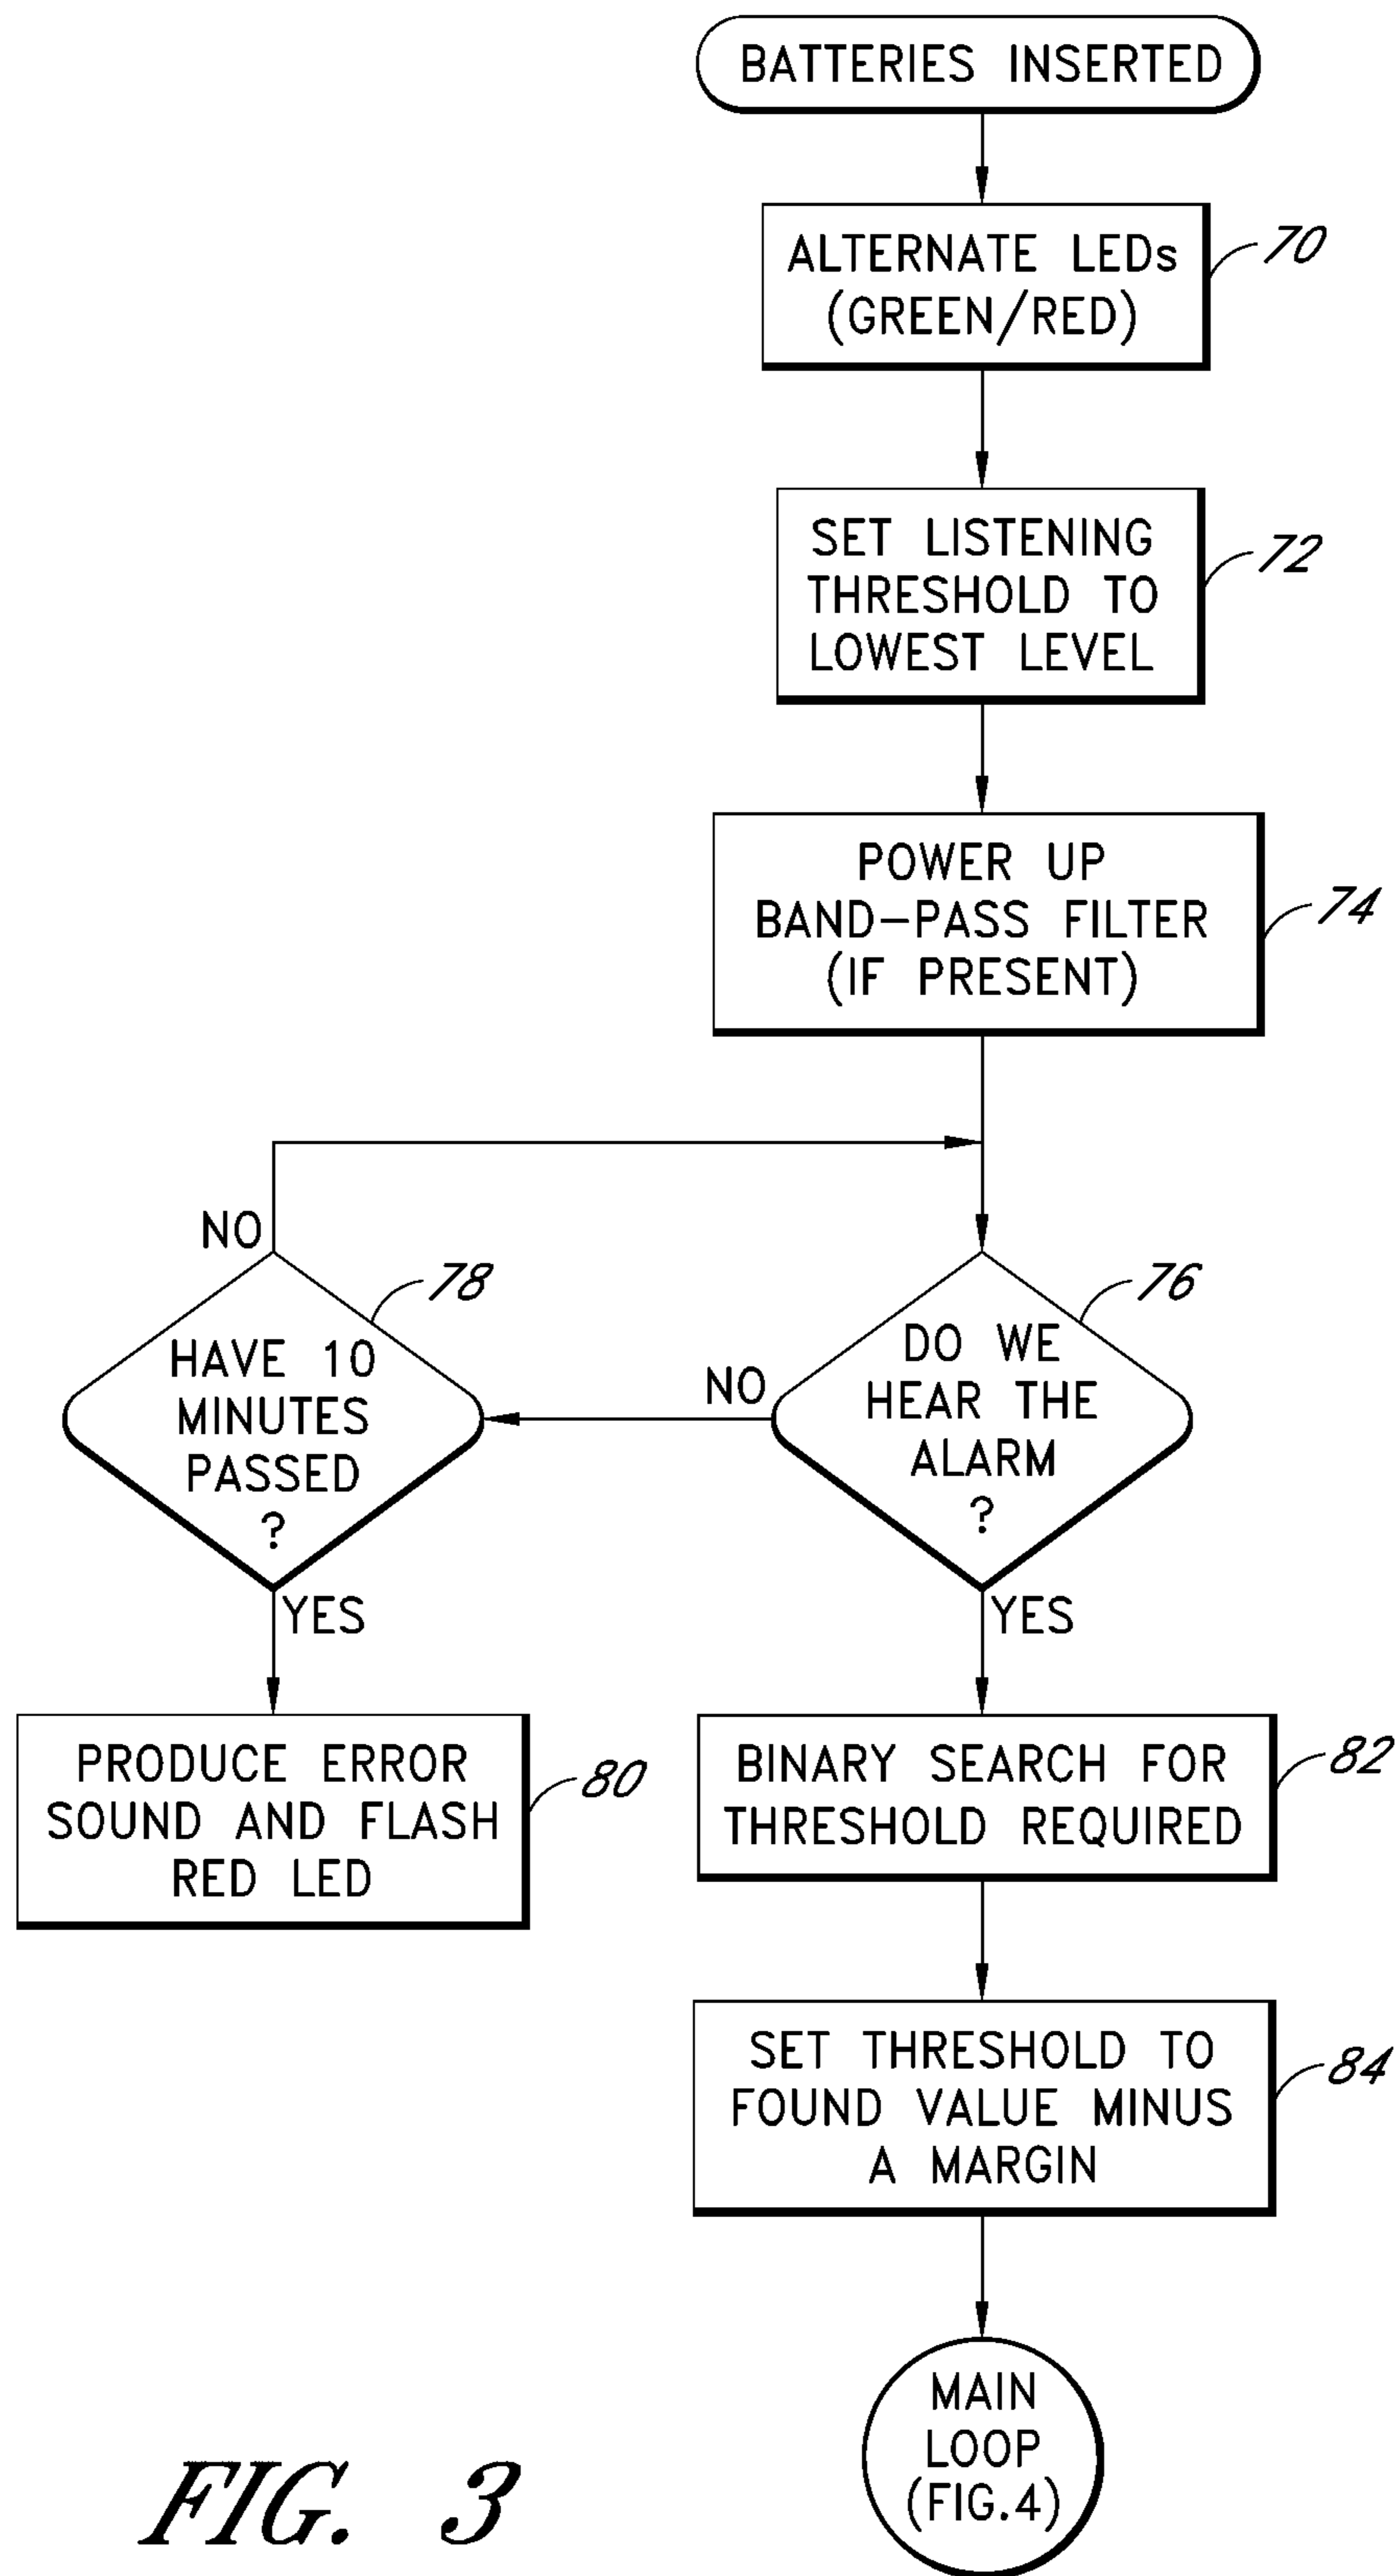 BATTERIES INSERTED
ALTERNATE LEDs
(GREEN/RED)
70
SET LISTENING
THRESHOLD TO
LOWEST LEVEL
72
POWER UP
BAND-PASS FILTER
(IF PRESENT)
74
NO
78
HAVE 10
MINUTES
PASSED
?
NO
76
DO WE
HEAR THE
ALARM
?
YES
YES
PRODUCE ERROR
SOUND AND FLASH
RED LED
80
BINARY SEARCH FOR
THRESHOLD REQUIRED
82
SET THRESHOLD TO
FOUND VALUE MINUS
A MARGIN
84
MAIN
LOOP
(FIG.4)
FIG. 3